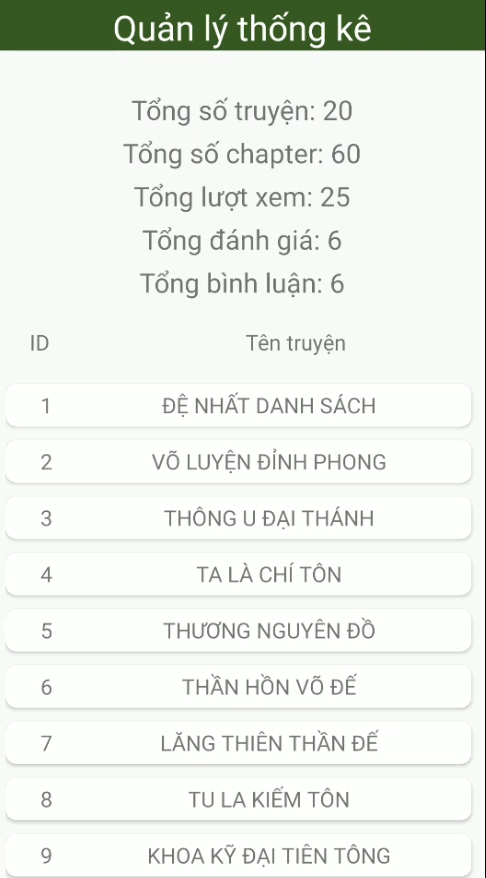 Quản lý thống kê
Tổng số truyện: 20
Tổng số chapter: 60
Tổng lượt xem: 25
Tổng đánh giá: 6
Tổng bình luận: 6
ID Tên truyện
1 ĐỆ NHẤT DANH SÁCH
2 VÕ LUYỆN ĐỈNH PHONG
3 THÔNG U ĐẠI THÁNH
4 TA LÀ CHÍ TÔN
5 THƯƠNG NGUYÊN ĐỒ
6 THẦN HỒN VÕ ĐẾ
7 LĂNG THIÊN THẦN ĐẾ
8 TU LA KIẾM TÔN
9 KHOA KỸ ĐẠI TIÊN TÔNG